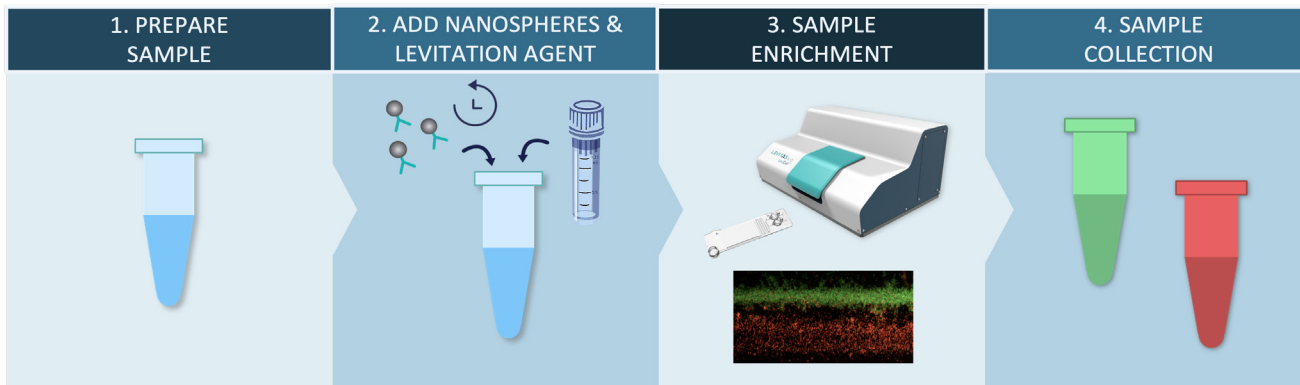 1. PREPARE
SAMPLE
2. ADD NANOSPHERES &
LEVITATION AGENT
3. SAMPLE
ENRICHMENT
4. SAMPLE
COLLECTION